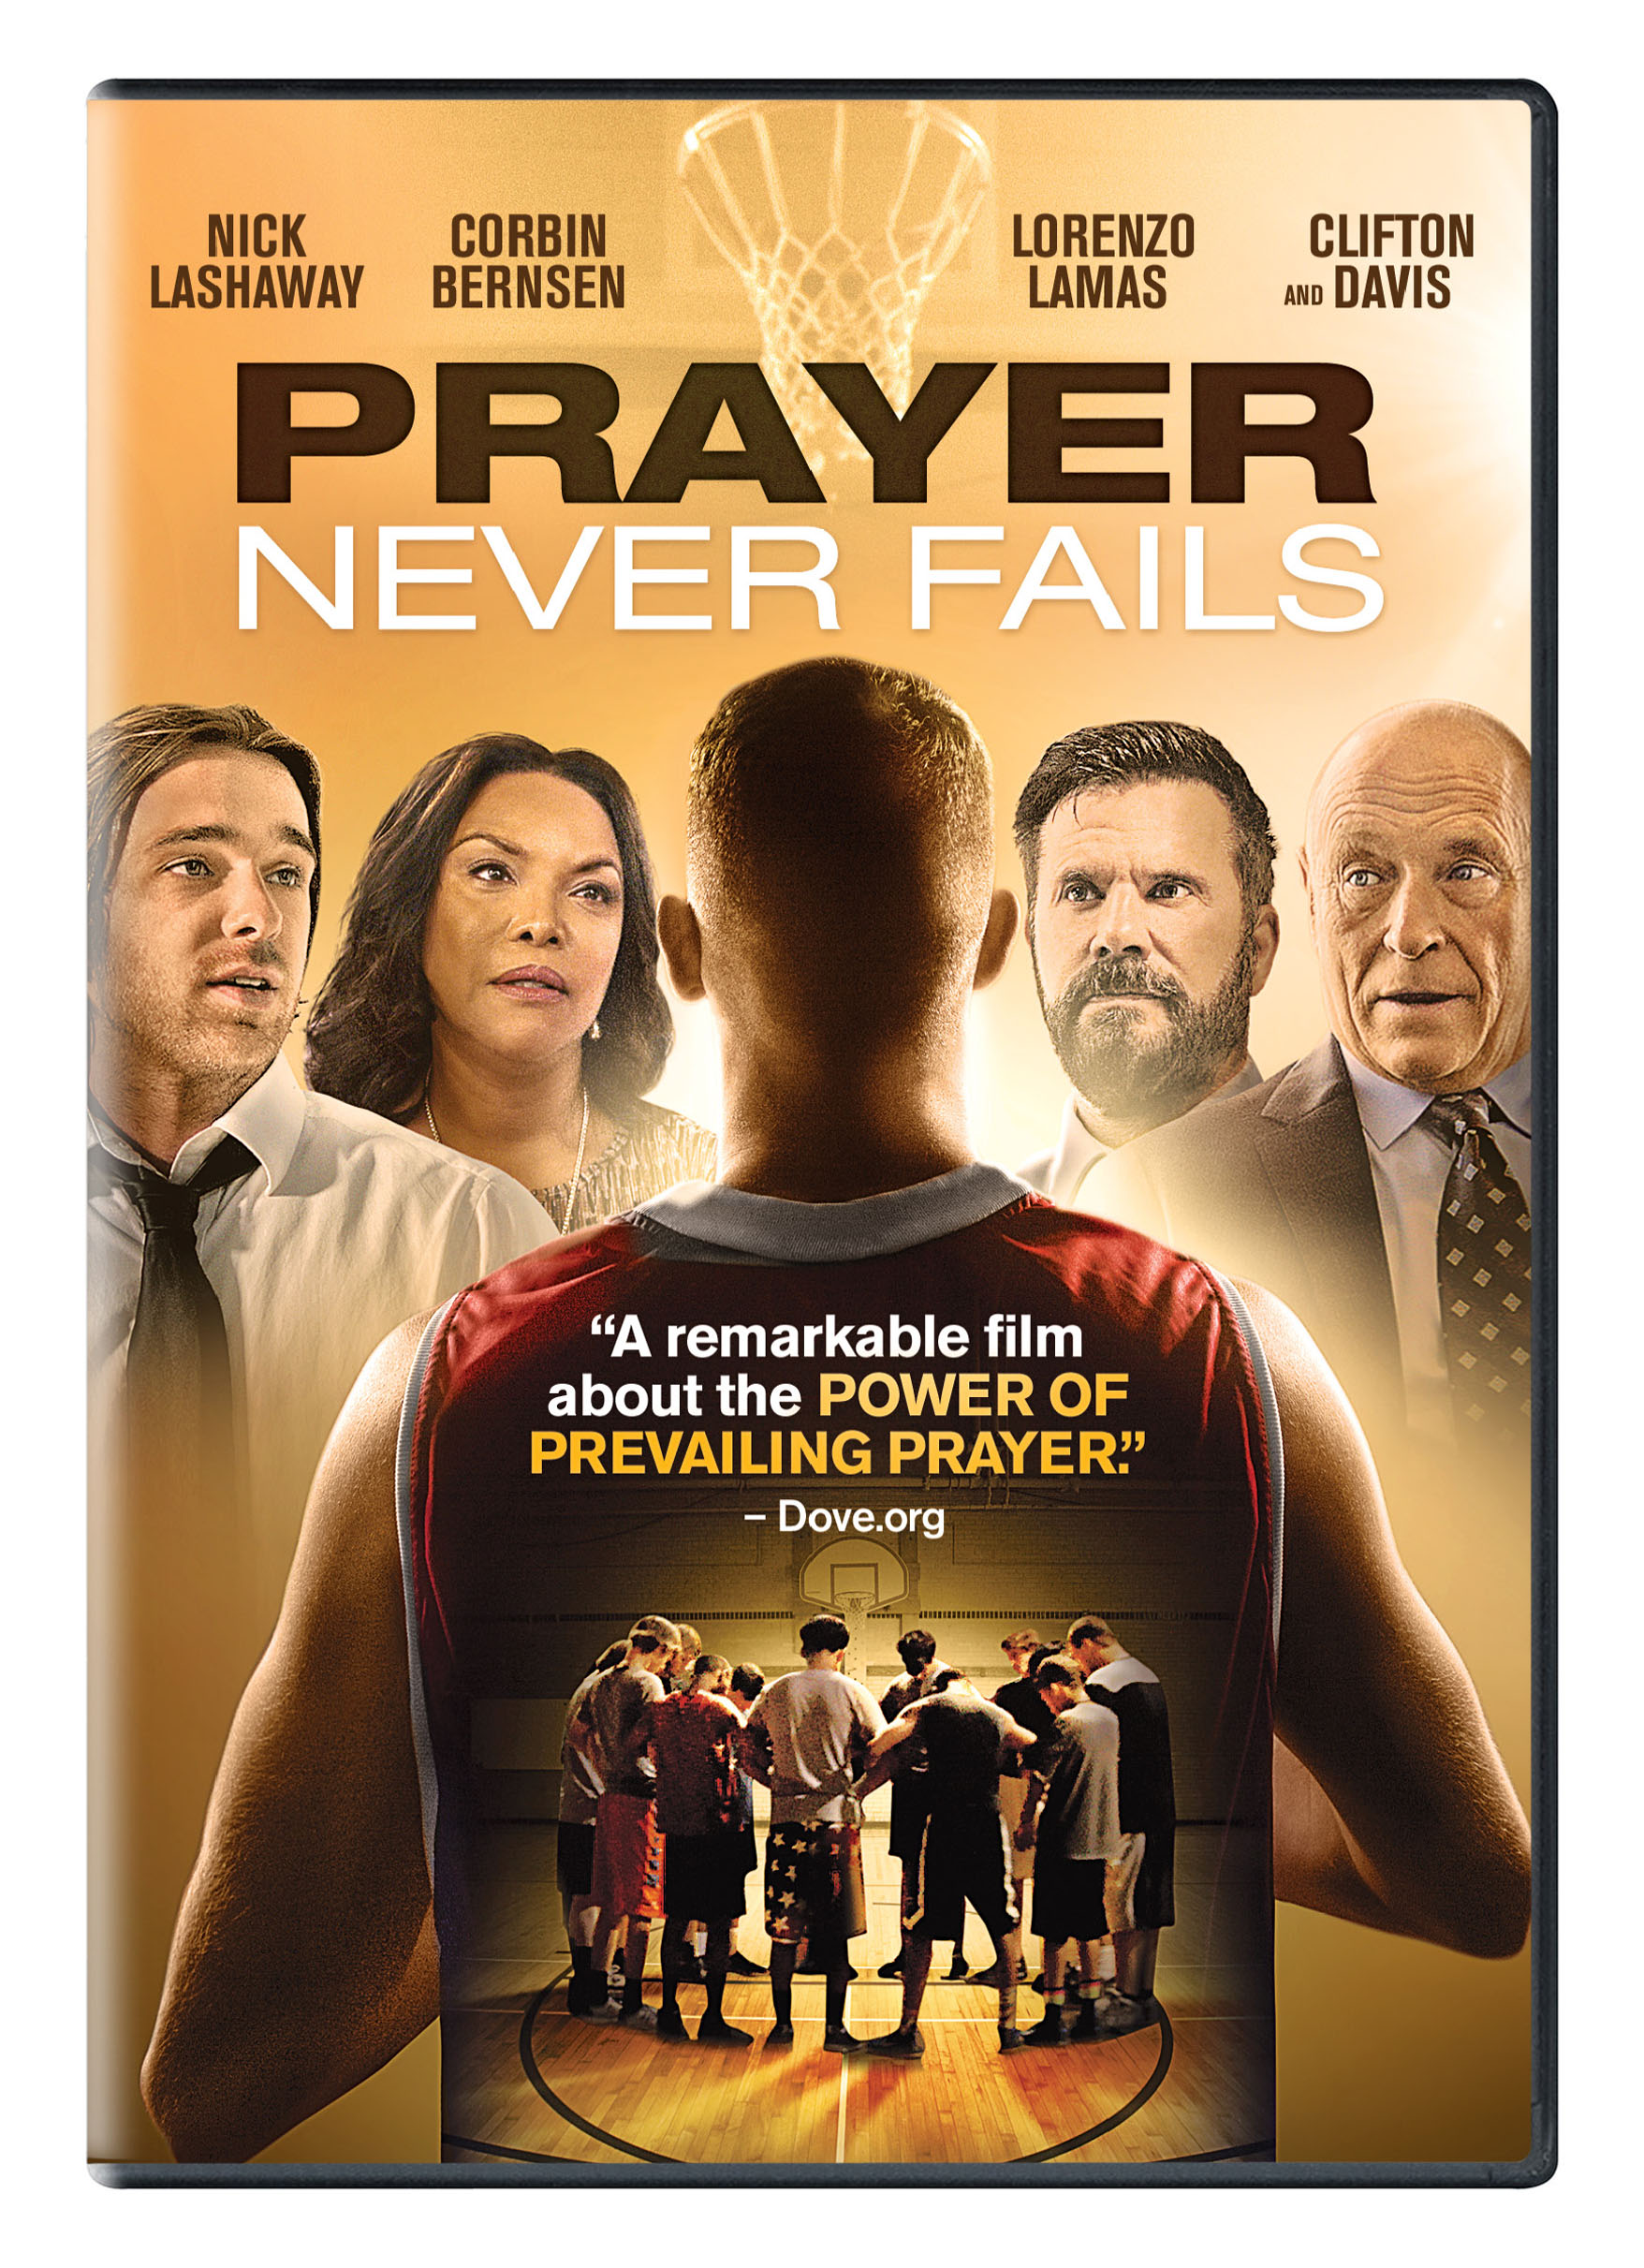 NICK
LASHAWAY
CORBIN
BERNSEN
LORENZO
LAMAS
CLIFTON
AND DAVIS
PRAYER
NEVER FAILS
“A remarkable film
about the POWER OF
PREVAILING PRAYER.”
– Dove.org